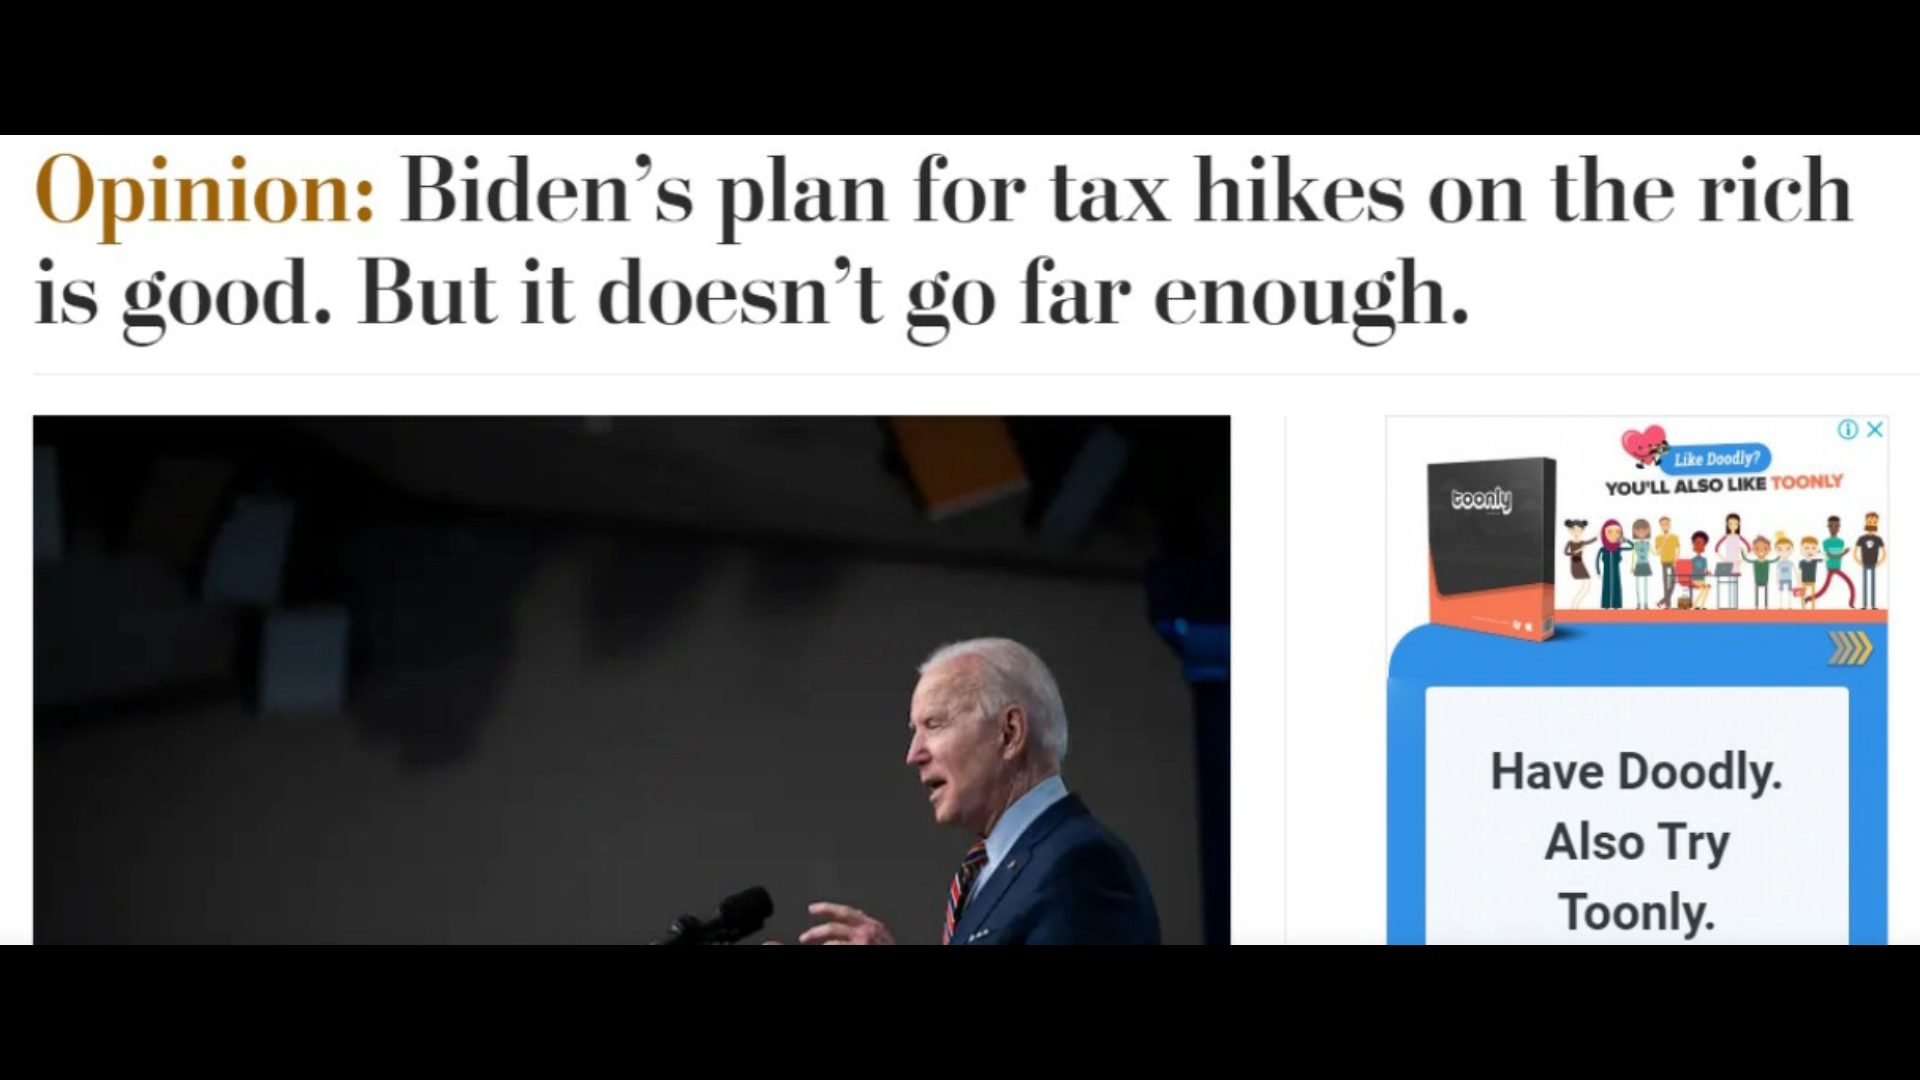 Opinion: Biden’s plan for tax hikes on the rich
is good. But it doesn’t go far enough.
Like Doodly?
YOU'LL ALSO LIKE TOONLY
toonly
Have Doodly.
Also Try
Toonly.